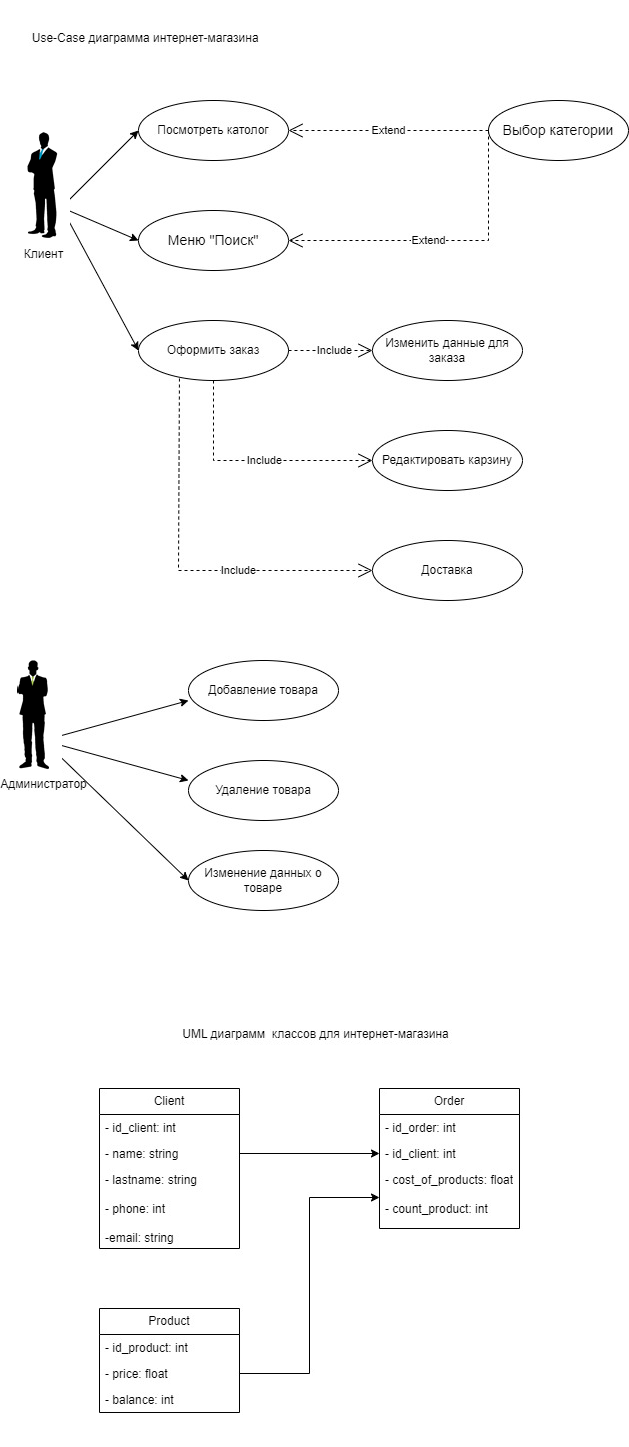 Use-Case диаграмма интернет-магазина
Посмотреть католог
Extend
Выбор категории
Клиент
Меню "Поиск"
Extend
Оформить заказ
Include
Изменить данные для
заказа
Include
Редактировать карзину
Include
Доставка
Администратор
Добавление товара
Удаление товара
Изменение данных о
товаре
UML диаграмм  классов для интернет-магазина
Client
- id_client: int
- name: string
- lastname: string
- phone: int
-email: string
Order
- id_order: int
- id_client: int
- cost_of_products: float
- count_product: int
Product
- id_product: int
- price: float
- balance: int